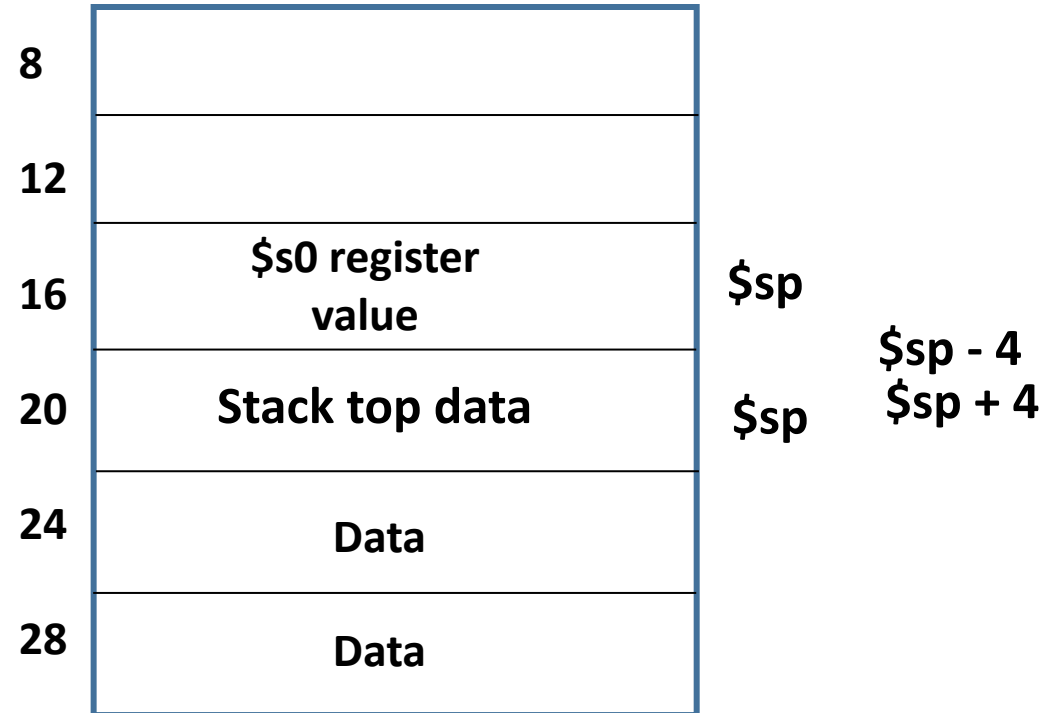 8
12
$s0 register
value
16
$sp
$sp - 4
20
Stack top data
$sp
$sp + 4
24
Data
28
Data